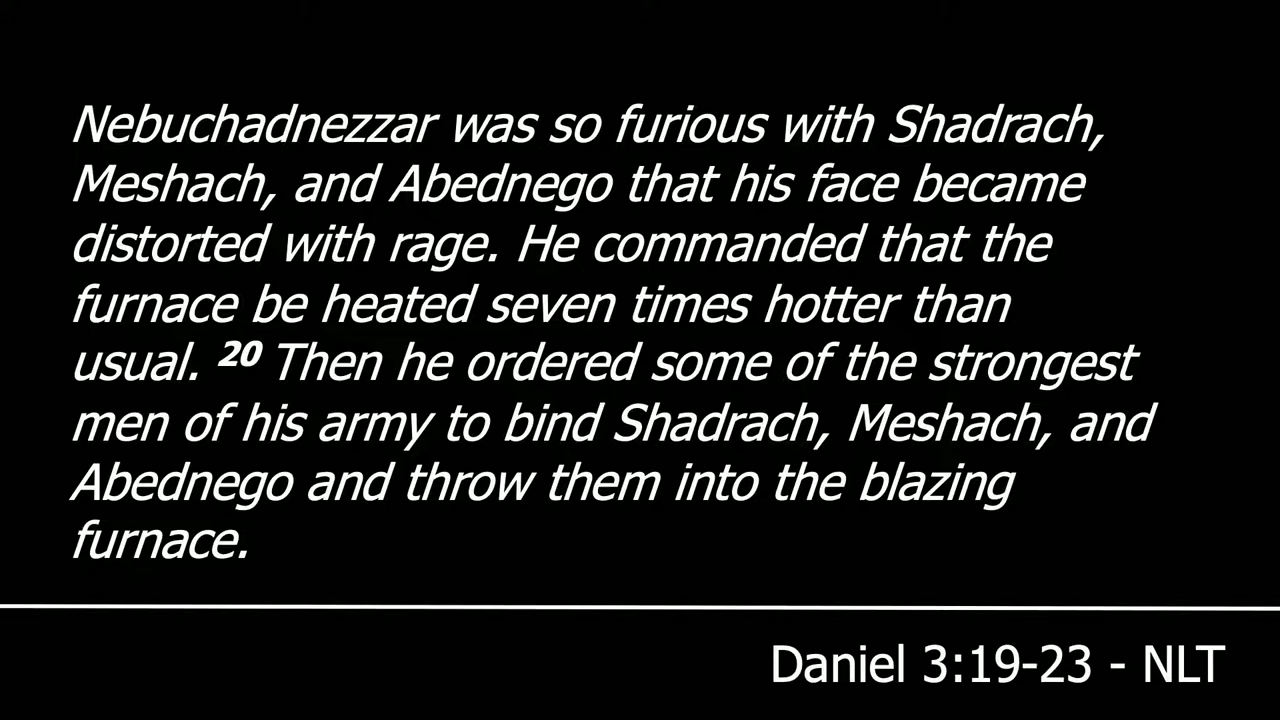 Nebuchadnezzar was so furious with Shadrach,
Meshach, and Abednego that his face became
distorted with rage. He commanded that the
furnace be heated seven times hotter than
usual. 20 Then he ordered some of the strongest
men of his army to bind Shadrach, Meshach, and
Abednego and throw them into the blazing
furnace.
Daniel 3:19-23 - NLT